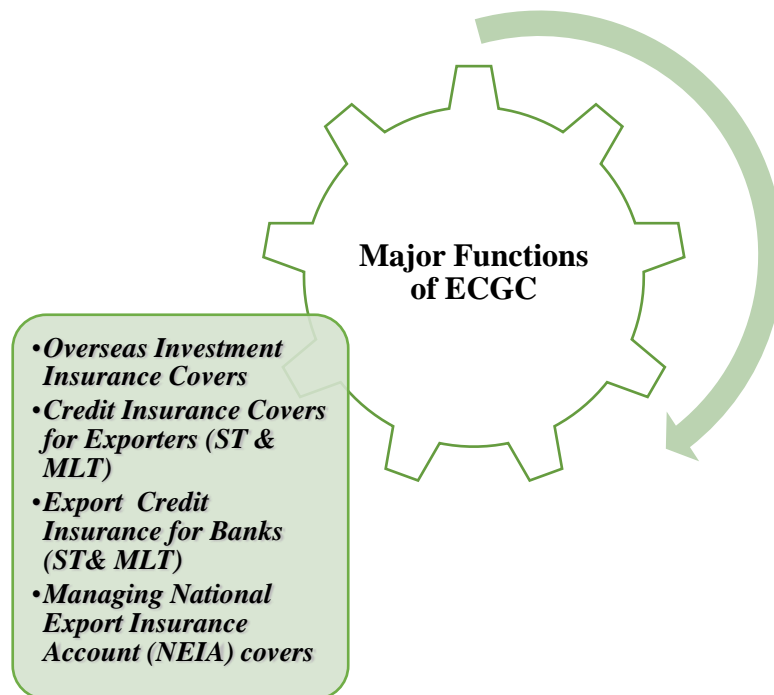 Major Functions
of ECGC
•Overseas Investment
Insurance Covers
•Credit Insurance Covers
for Exporters (ST &
MLT)
•Export Credit
Insurance for Banks
(ST& MLT)
•Managing National
Export Insurance
Account (NEIA) covers